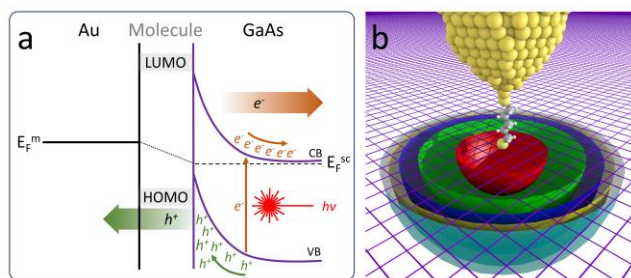 a
Au
Molecule
GaAs
LUMO
e⁻
E_F^m
e⁻
e⁻ e⁻ e⁻ e⁻ e⁻
CB
E_F^sc
HOMO
h⁺
e⁻
hν
h⁺
h⁺
h⁺ h⁺
h⁺ h⁺
h⁺ h⁺
VB
b